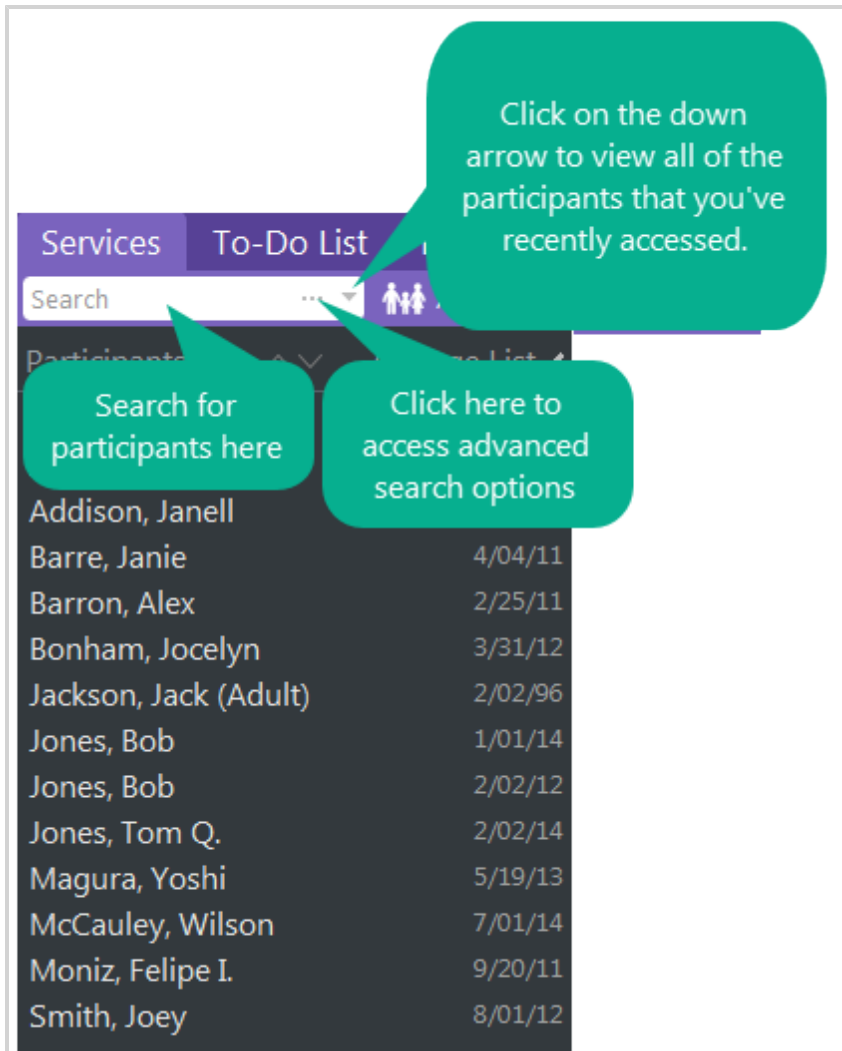 Click on the down
arrow to view all of the
participants that you've
recently accessed.
Services To-Do List
Search ...
Participants List
Search for
participants here
Click here to
access advanced
search options
Addison, Janell
Barre, Janie 4/04/11
Barron, Alex 2/25/11
Bonham, Jocelyn 3/31/12
Jackson, Jack (Adult) 2/02/96
Jones, Bob 1/01/14
Jones, Bob 2/02/12
Jones, Tom Q. 2/02/14
Magura, Yoshi 5/19/13
McCauley, Wilson 7/01/14
Moniz, Felipe I. 9/20/11
Smith, Joey 8/01/12